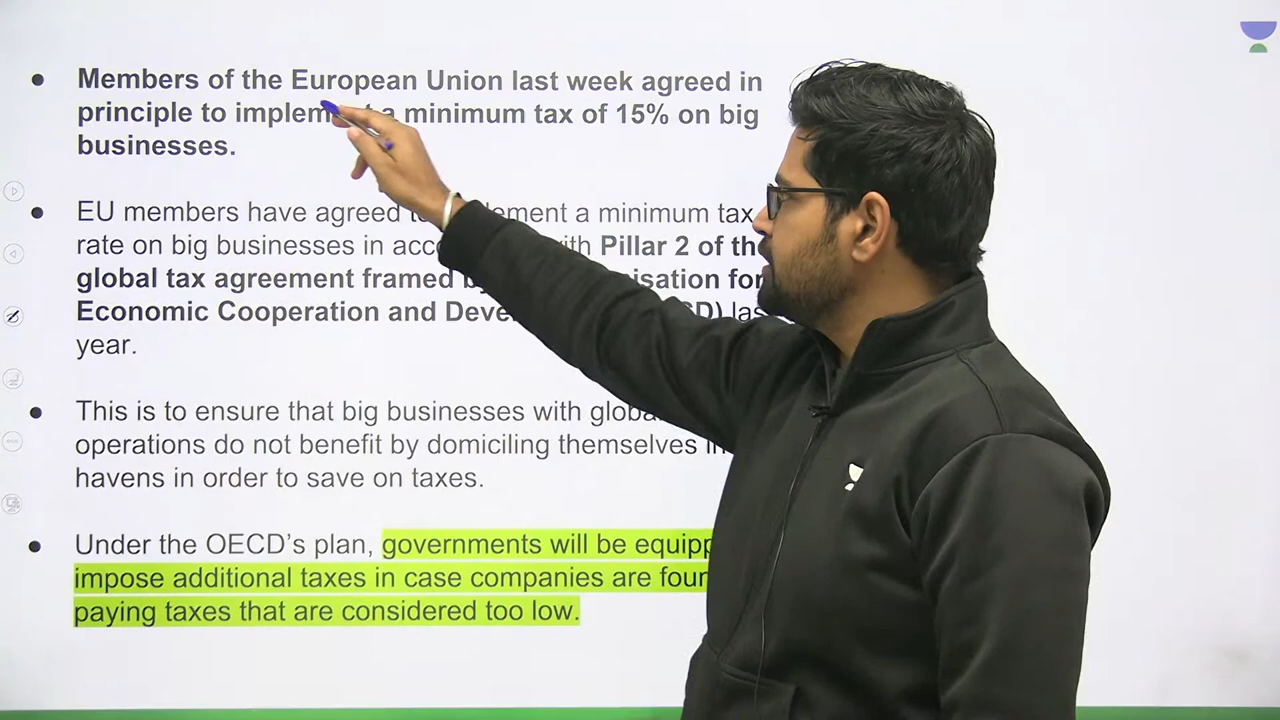 Members of the European Union last week agreed in
principle to implem a minimum tax of 15% on big
businesses.
EU members have agreed ement a minimum tax
rate on big businesses in acc ith Pillar 2 of th
global tax agreement framed b isation for
Economic Cooperation and Deve D) las
year.
This is to ensure that big businesses with globa
operations do not benefit by domiciling themselves in
havens in order to save on taxes.
Under the OECD's plan, governments will be equipp
impose additional taxes in case companies are foun
paying taxes that are considered too low.